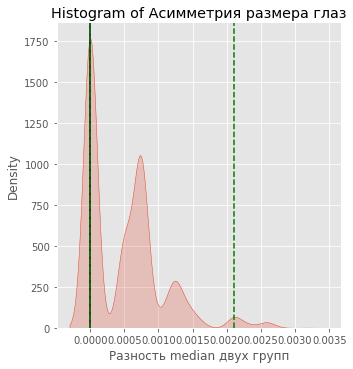 Histogram of Асимметрия размера глаз
1750
1500
1250
1000
750
500
250
0
Density
0.0000 0.0005 0.0010 0.0015 0.0020 0.0025 0.0030 0.0035
Разность median двух групп